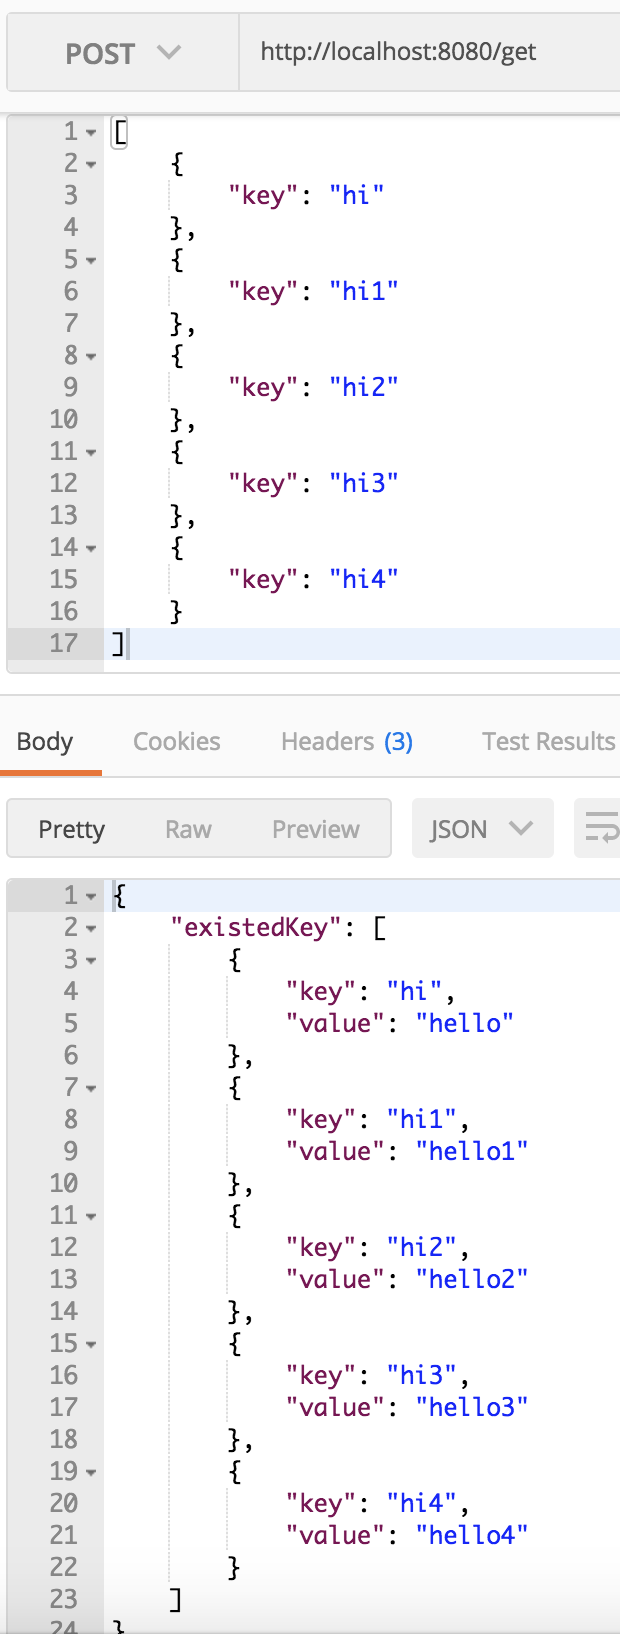 POST http://localhost:8080/get
1 [
2 {
3 "key": "hi"
4 },
5 {
6 "key": "hi1"
7 },
8 {
9 "key": "hi2"
10 },
11 {
12 "key": "hi3"
13 },
14 {
15 "key": "hi4"
16 }
17 ]
Body Cookies Headers (3) Test Results
Pretty Raw Preview JSON
1 {
2 "existedKey": [
3 {
4 "key": "hi",
5 "value": "hello"
6 },
7 {
8 "key": "hi1",
9 "value": "hello1"
10 },
11 {
12 "key": "hi2",
13 "value": "hello2"
14 },
15 {
16 "key": "hi3",
17 "value": "hello3"
18 },
19 {
20 "key": "hi4",
21 "value": "hello4"
22 }
23 ]
24 }